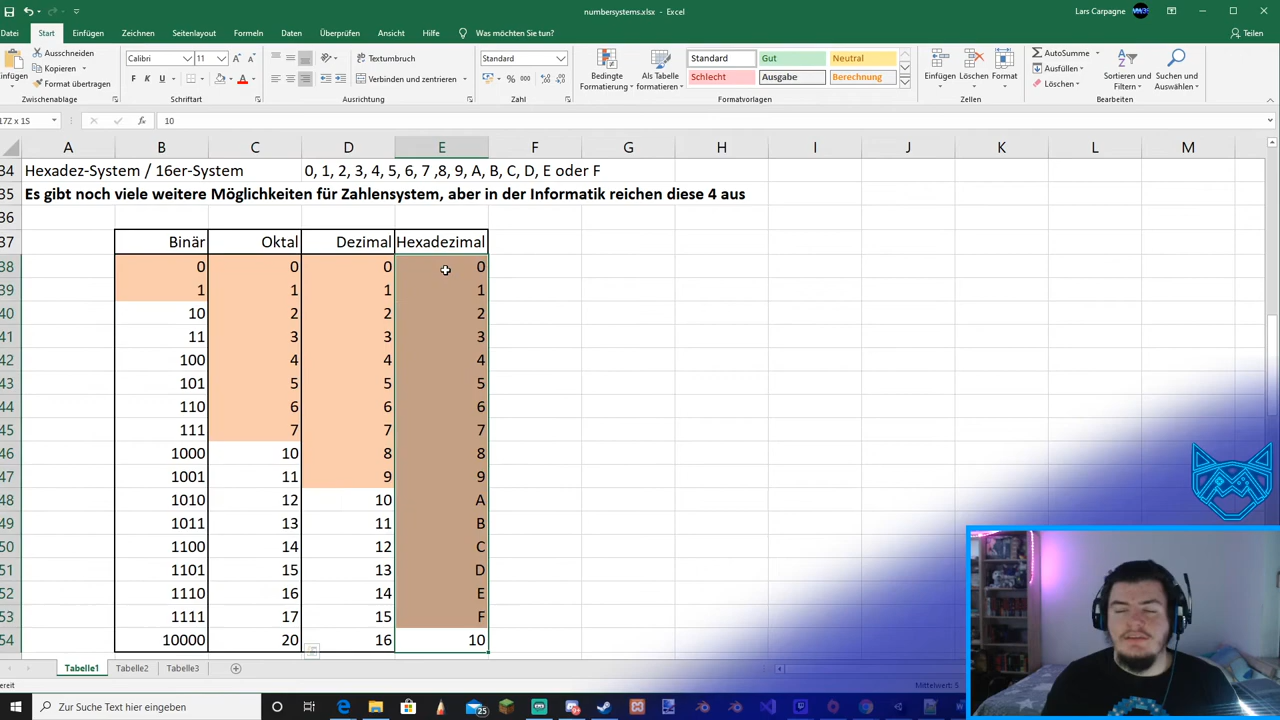 numbersystems.xlsx - Excel
Lars Carpagne
Datei Start Einfügen Zeichnen Seitenlayout Formeln Daten Überprüfen Ansicht Hilfe Was möchten Sie tun? Teilen
Einfügen
Ausschneiden
Kopieren
Format übertragen
Zwischenablage
Calibri 11
F K U
Schriftart
Textumbruch
Verbinden und zentrieren
Ausrichtung
Standard
Zahl
Bedingte Formatierung
Als Tabelle formatieren
Standard Gut Neutral
Schlecht Ausgabe Berechnung
Formatvorlagen
Einfügen Löschen Format
Zellen
AutoSumme
Ausfüllen
Löschen
Sortieren und Filtern
Suchen und Auswählen
Bearbeiten
17Z x 1S fx 10
A B C D E F G H I J K L M
34 Hexadez-System / 16er-System 0, 1, 2, 3, 4, 5, 6, 7 ,8, 9, A, B, C, D, E oder F
35 Es gibt noch viele weitere Möglichkeiten für Zahlensystem, aber in der Informatik reichen diese 4 aus
36
37 Binär Oktal Dezimal Hexadezimal
38 0 0 0 0
39 1 1 1 1
40 10 2 2 2
41 11 3 3 3
42 100 4 4 4
43 101 5 5 5
44 110 6 6 6
45 111 7 7 7
46 1000 10 8 8
47 1001 11 9 9
48 1010 12 10 A
49 1011 13 11 B
50 1100 14 12 C
51 1101 15 13 D
52 1110 16 14 E
53 1111 17 15 F
54 10000 20 16 10
Tabelle1 Tabelle2 Tabelle3
Bereit Mittelwert: 5
Zur Suche Text hier eingeben
25